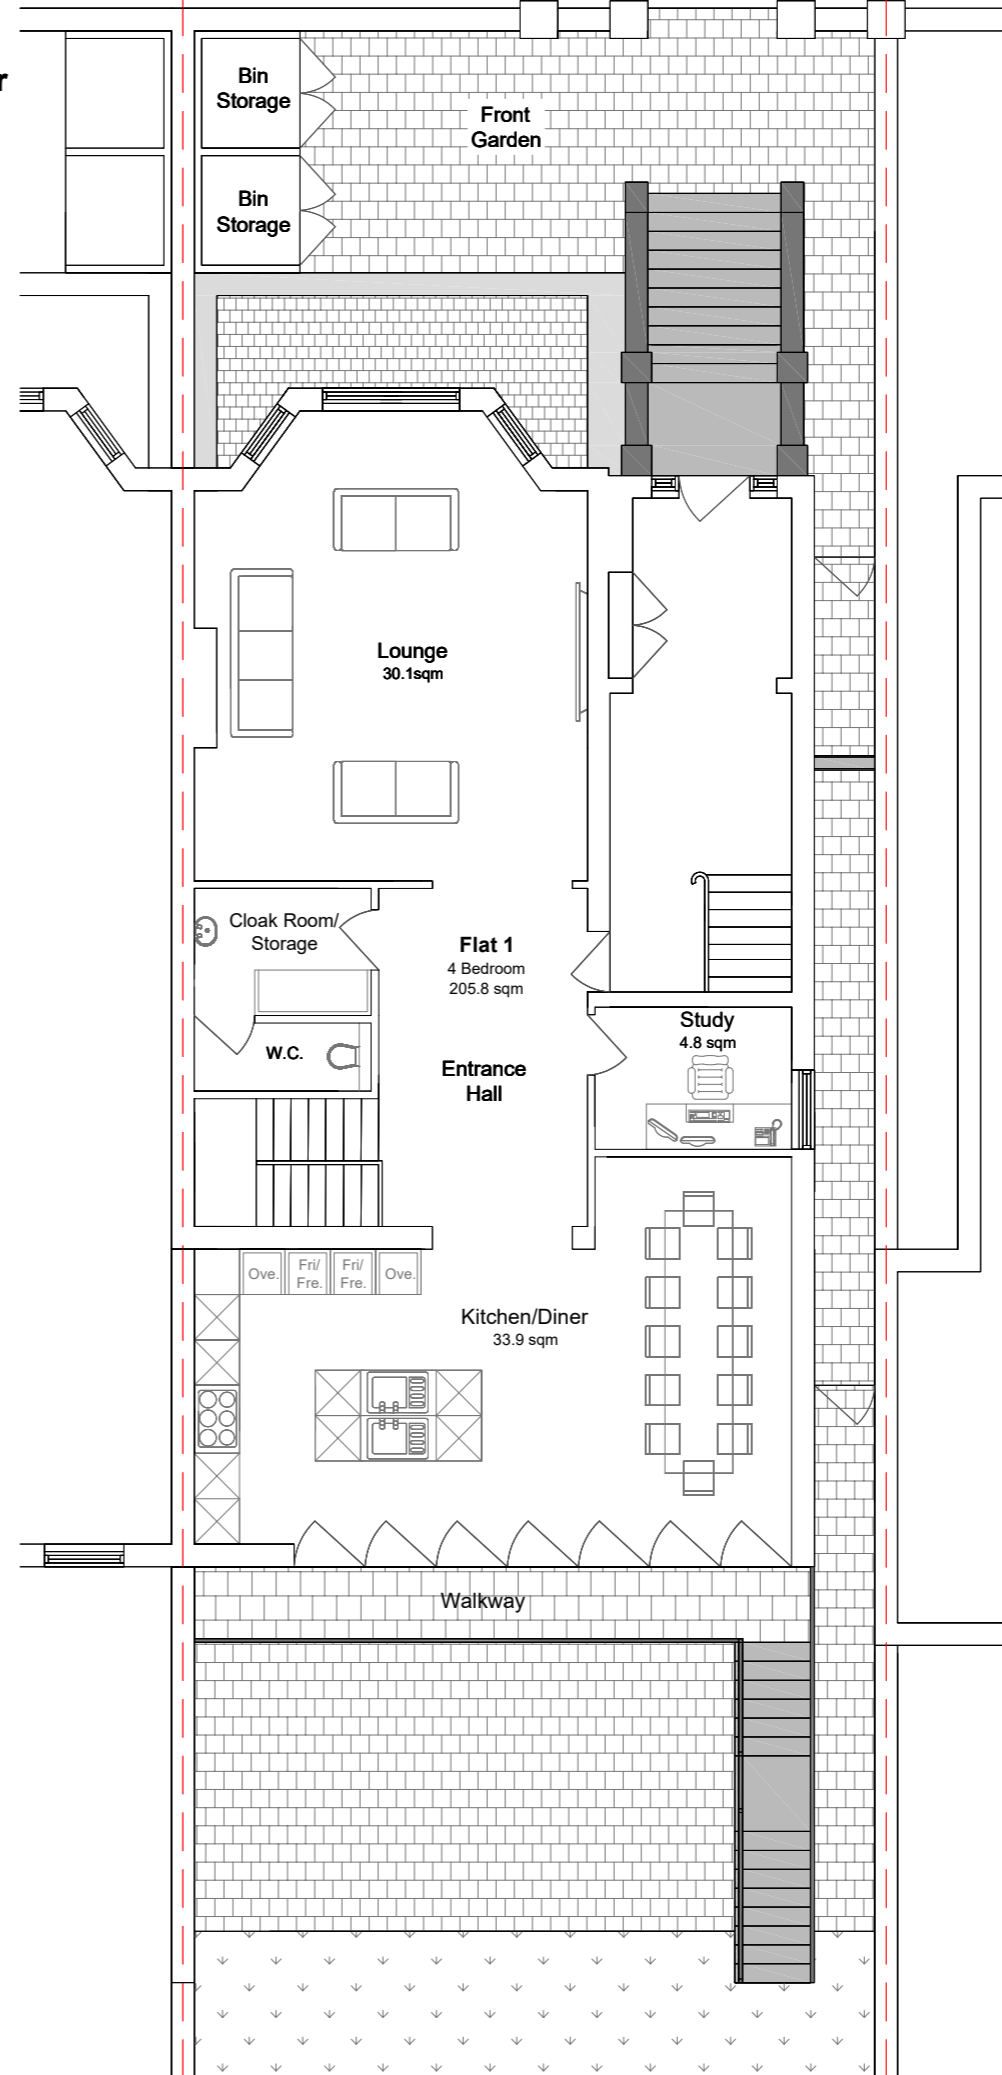 r
Bin
Storage
Front
Garden
Bin
Storage
Lounge
30.1sqm
Cloak Room/
Storage
Flat 1
4 Bedroom
205.8 sqm
W.C.
Study
4.8 sqm
Entrance
Hall
Ove.
Fri/
Fre.
Fri/
Fre.
Ove.
Kitchen/Diner
33.9 sqm
Walkway